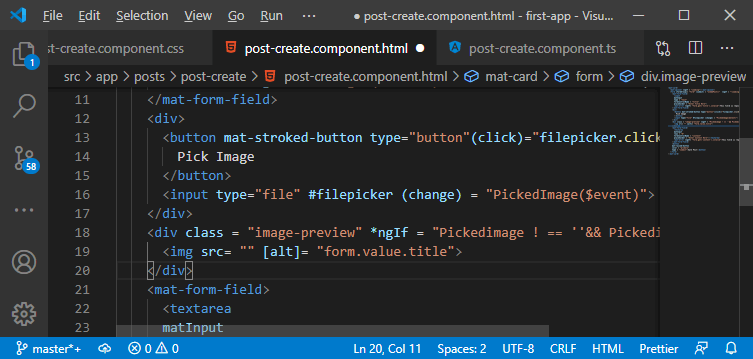 File Edit Selection View Go Run ··· ● post-create.component.html - first-app - Visu...
st-create.component.css post-create.component.html ● post-create.component.ts ···
src > app > posts > post-create > post-create.component.html > mat-card > form > div.image-preview
11 </mat-form-field>
12 <div>
13 <button mat-stroked-button type="button"(click)="filepicker.click
14 Pick Image
15 </button>
16 <input type="file" #filepicker (change) = "PickedImage($event)">
17 </div>
18 <div class = "image-preview" *ngIf = "Pickedimage ! == ''&& Pickedi
19 <img src= "" [alt]= "form.value.title">
20 </div>
21 <mat-form-field>
22 <textarea
23 matInput
1
58
master*+ 0 0 Ln 20, Col 11 Spaces: 2 UTF-8 CRLF HTML Prettier